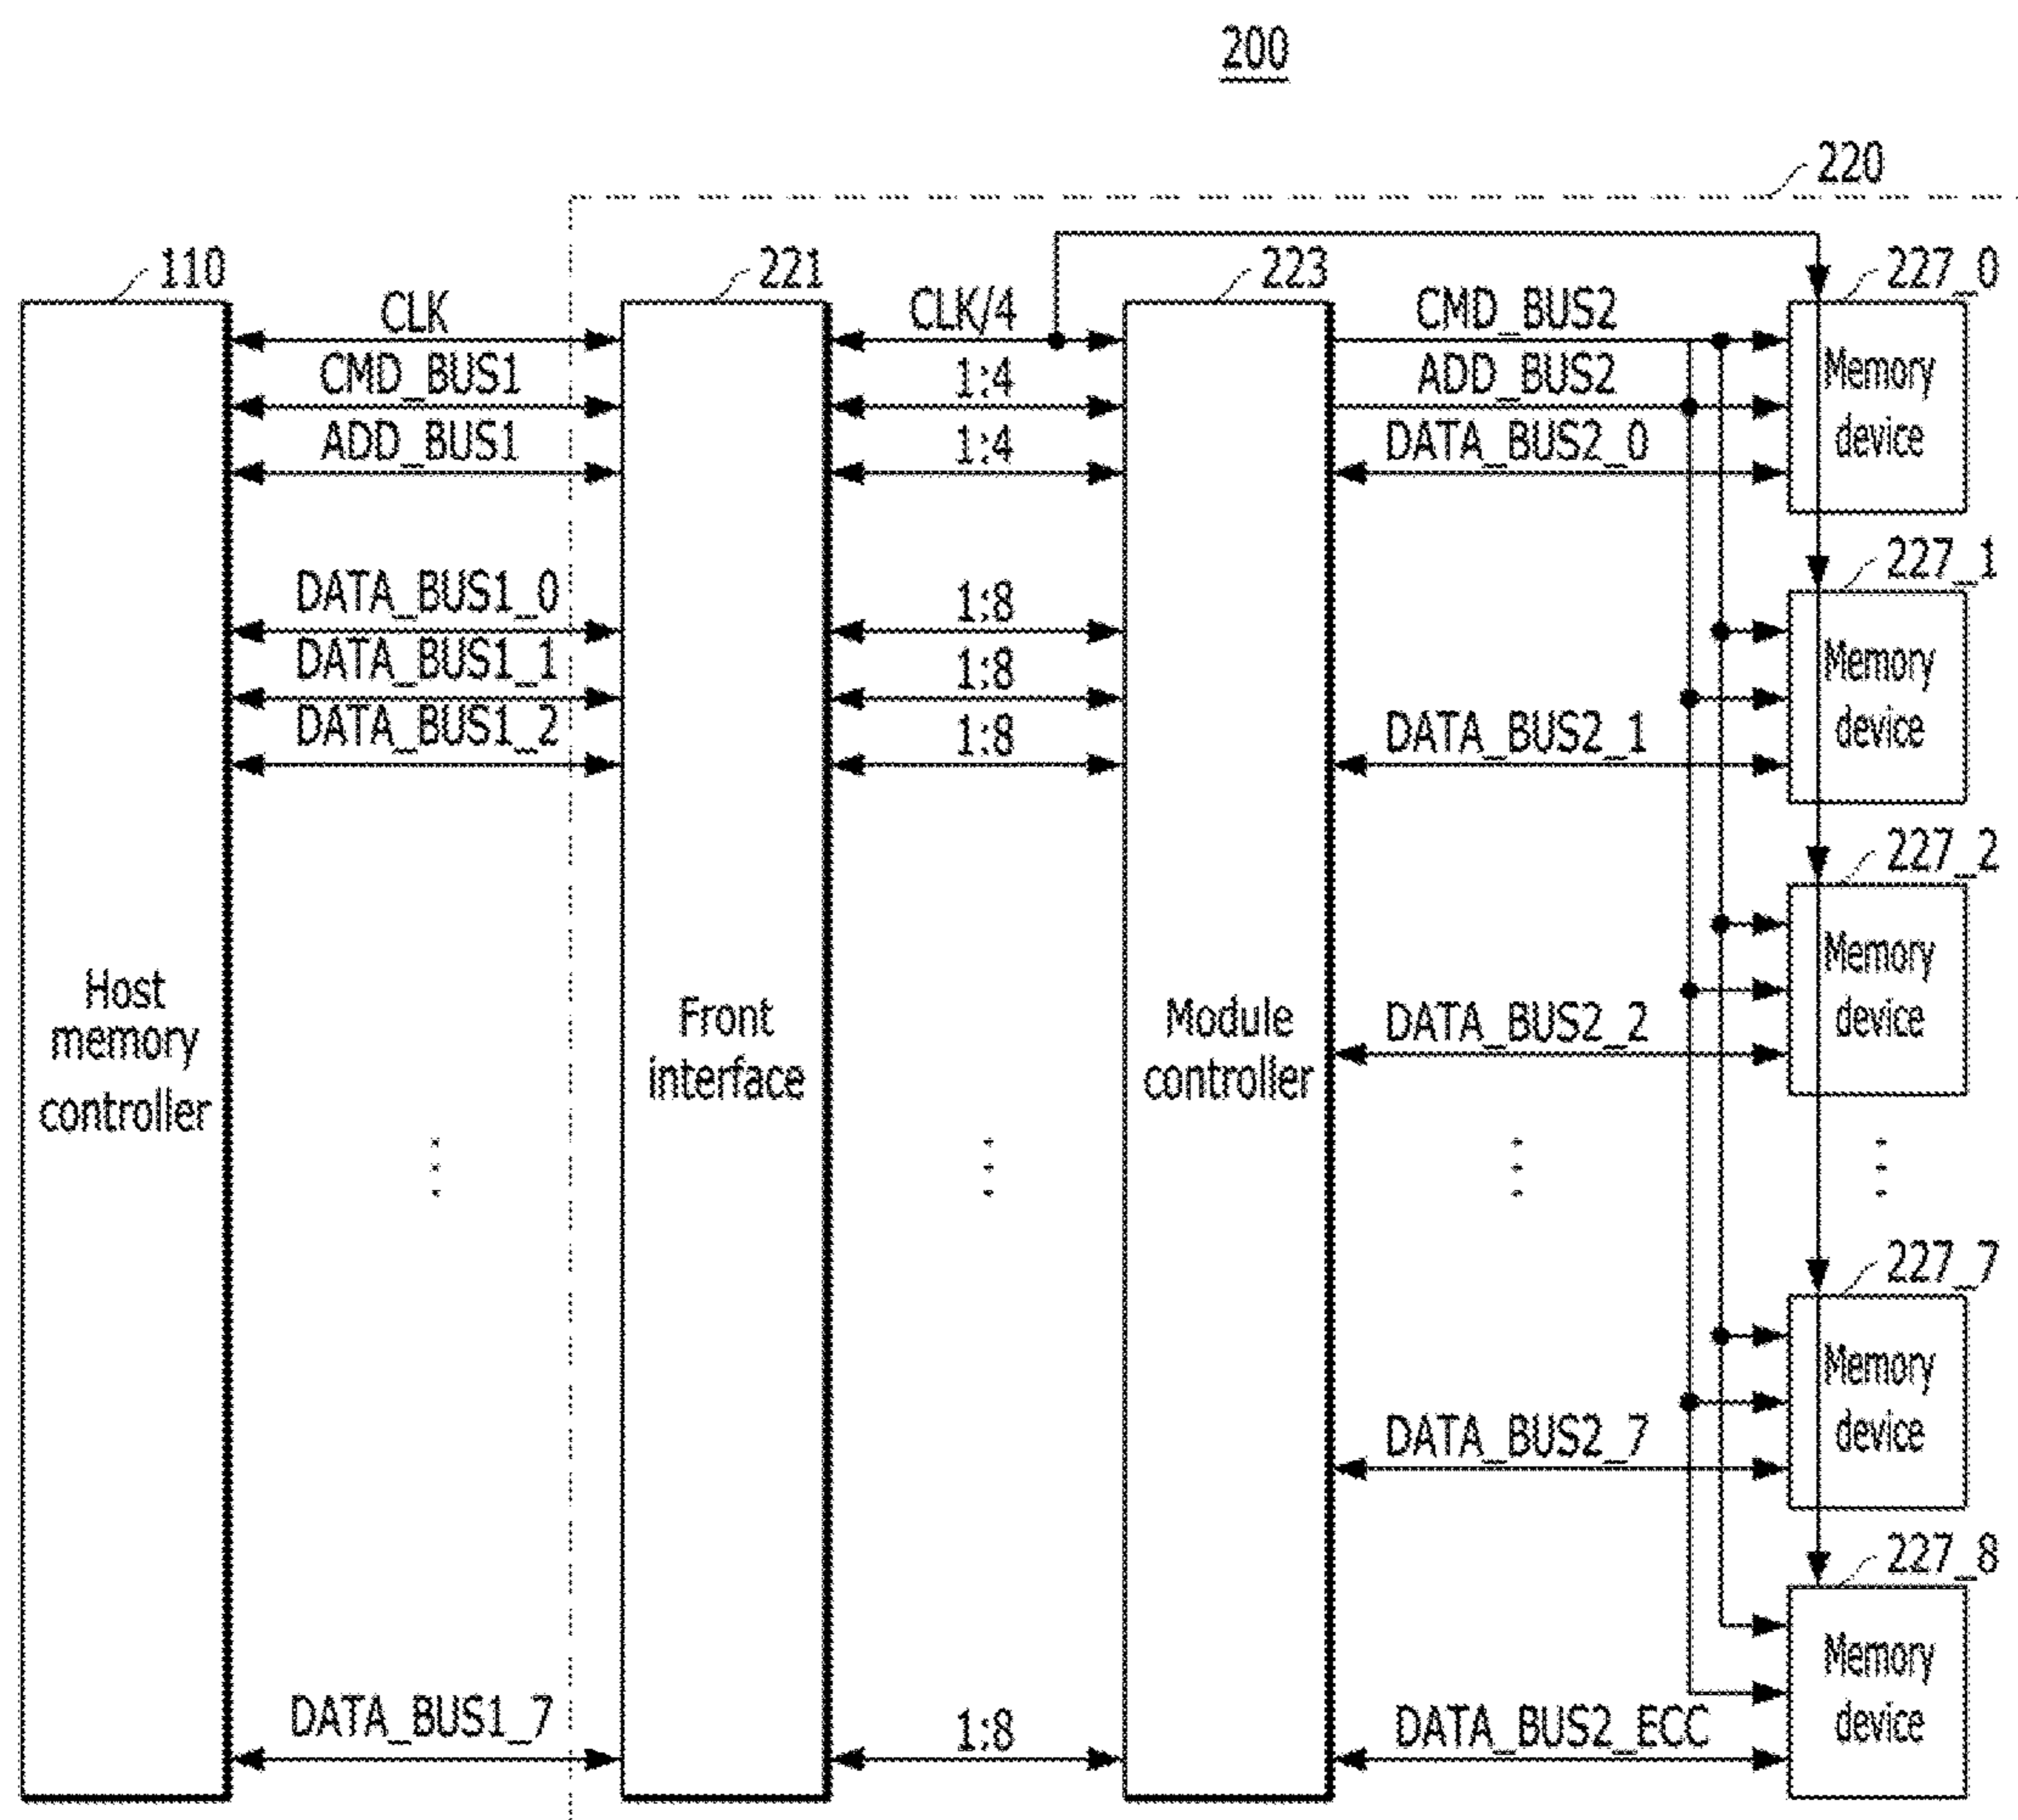 200
220
110
221
223
227_0
CLK
CLK/4
CMD_BUS2
CMD_BUS1
1:4
ADD_BUS2
Memory
device
ADD_BUS1
1:4
DATA_BUS2_0
227_1
DATA_BUS1_0
1:8
DATA_BUS1_1
1:8
Memory
device
DATA_BUS1_2
1:8
DATA_BUS2_1
227_2
Memory
device
Host
memory
controller
Front
interface
Module
controller
DATA_BUS2_2
227_7
Memory
device
DATA_BUS2_7
227_8
Memory
device
DATA_BUS1_7
1:8
DATA_BUS2_ECC